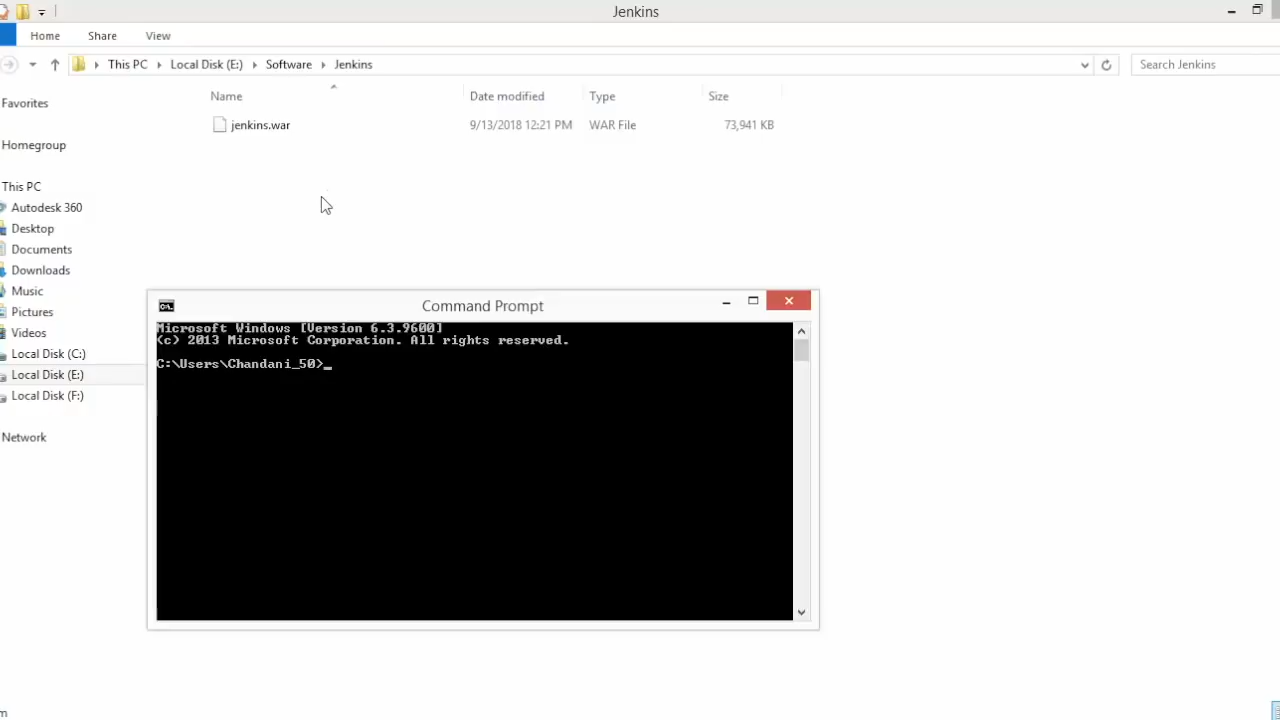 Jenkins
Home Share View
This PC Local Disk (E:) Software Jenkins Search Jenkins
Name Date modified Type Size
jenkins.war 9/13/2018 12:21 PM WAR File 73,941 KB
Favorites
Homegroup
This PC
Autodesk 360
Desktop
Documents
Downloads
Music
Pictures
Videos
Local Disk (C:)
Local Disk (E:)
Local Disk (F:)
Network
Command Prompt
Microsoft Windows [Version 6.3.9600]
(c) 2013 Microsoft Corporation. All rights reserved.
C:\Users\Chandani_50>_